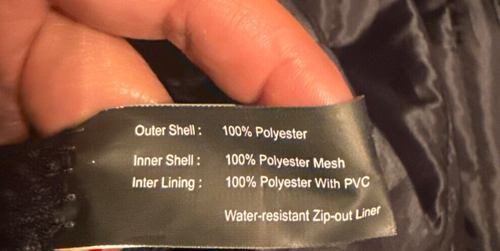 Outer Shell : 100% Polyester
Inner Shell : 100% Polyester Mesh
Inter Lining : 100% Polyester With PVC
Water-resistant Zip-out Liner